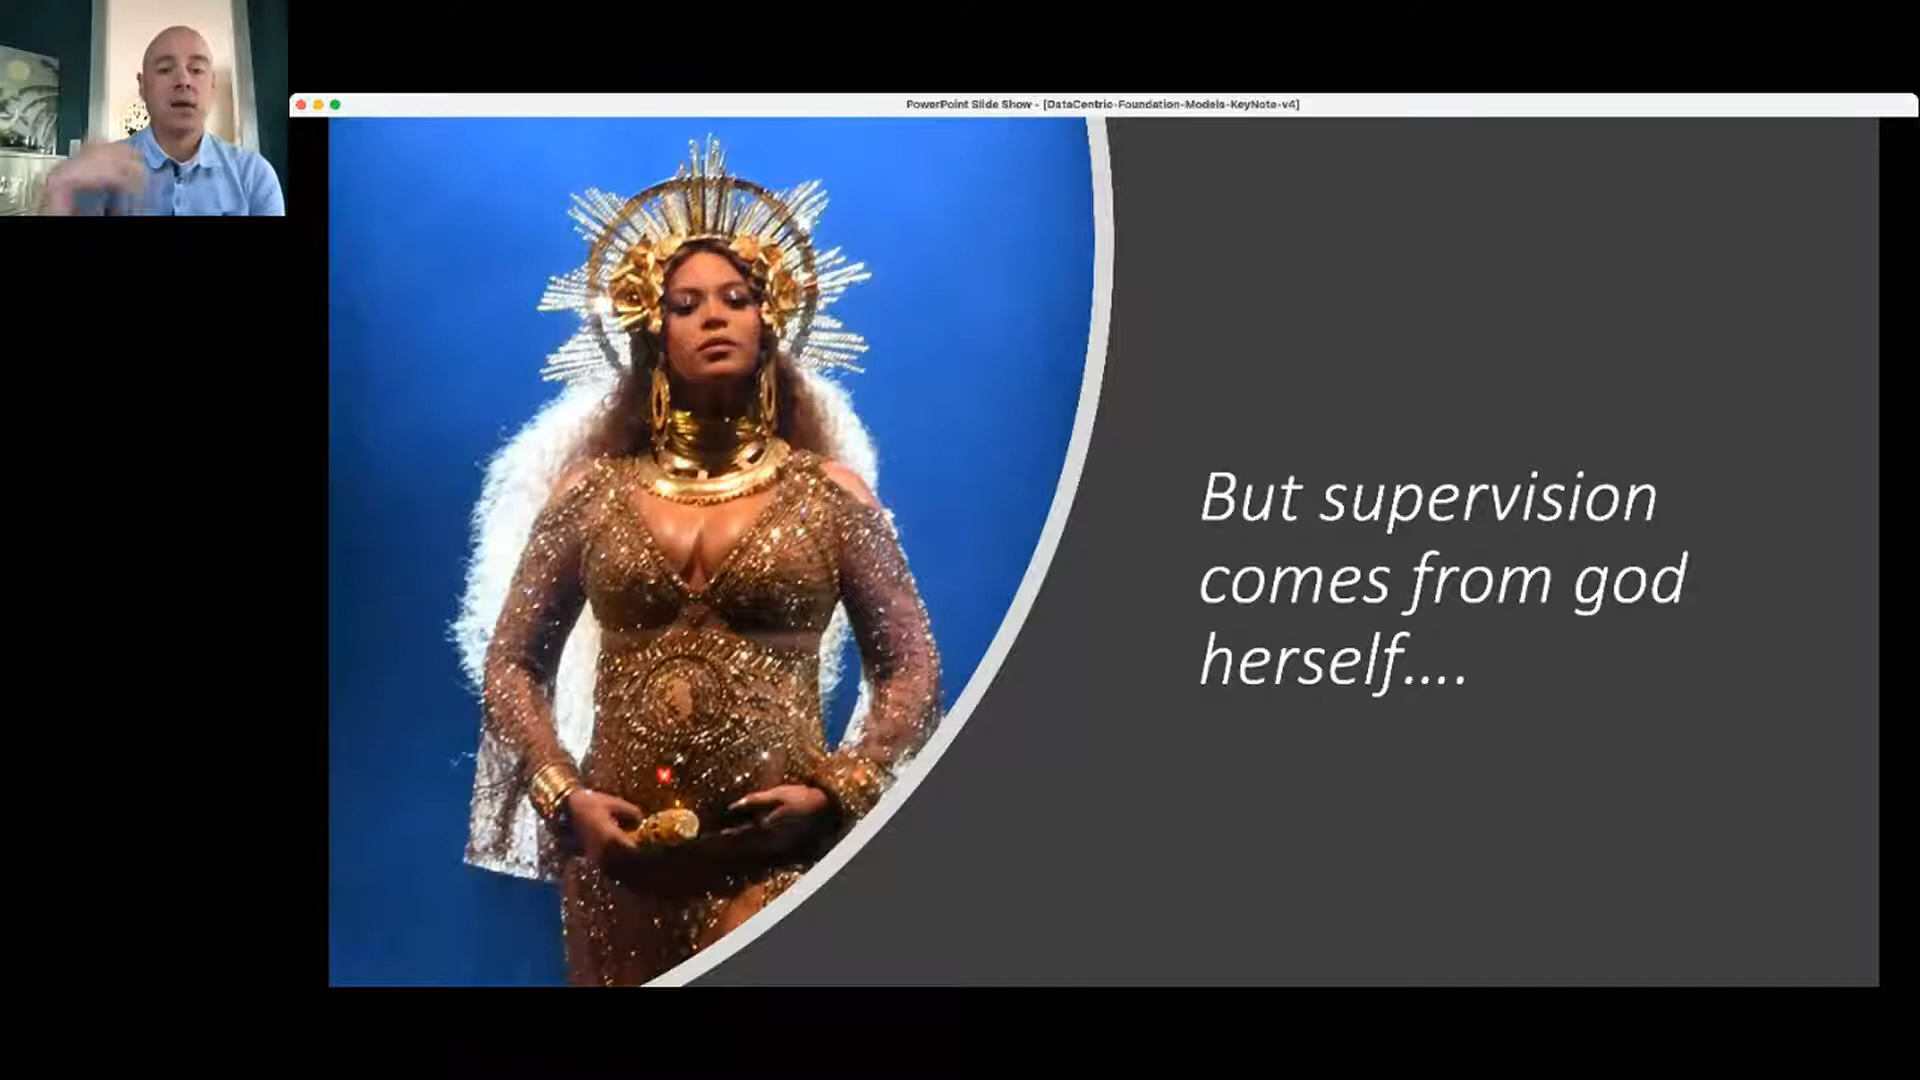 PowerPoint Slide Show - [DataCentric-Foundation-Models-KeyNote-v4]
But supervision
comes from god
herself....